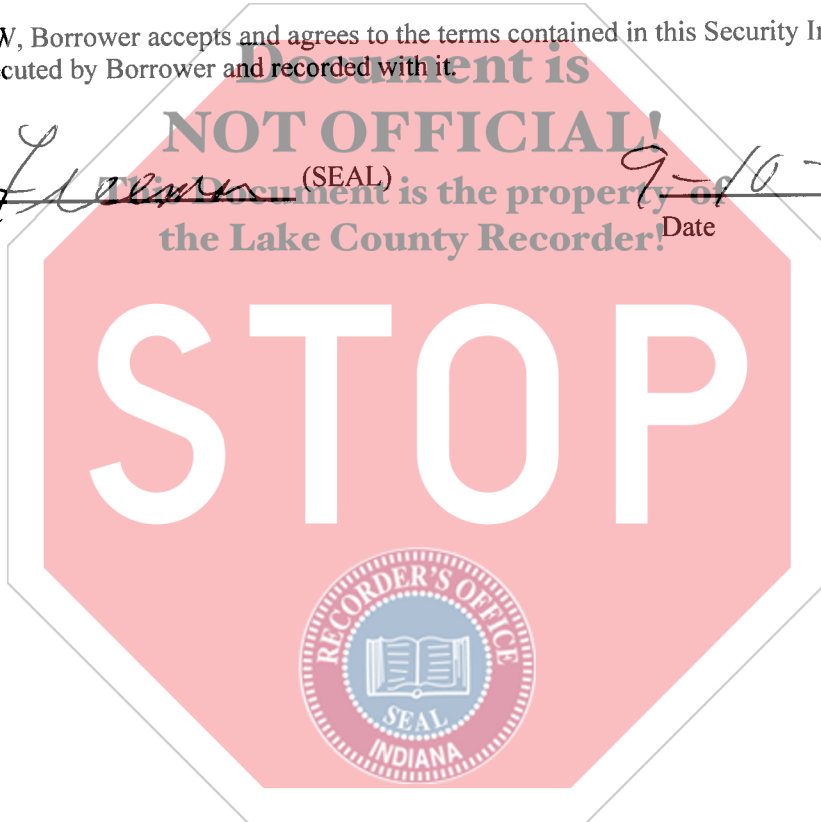 W, Borrower accepts and agrees to the terms contained in this Security In
cuted by Borrower and recorded with it.
Document is
NOT OFFICIAL!
This Document is the property of
the Lake County Recorder!
(SEAL)
9-10-
Date
STOP
RECORDER'S OFFICE
SEAL
INDIANA